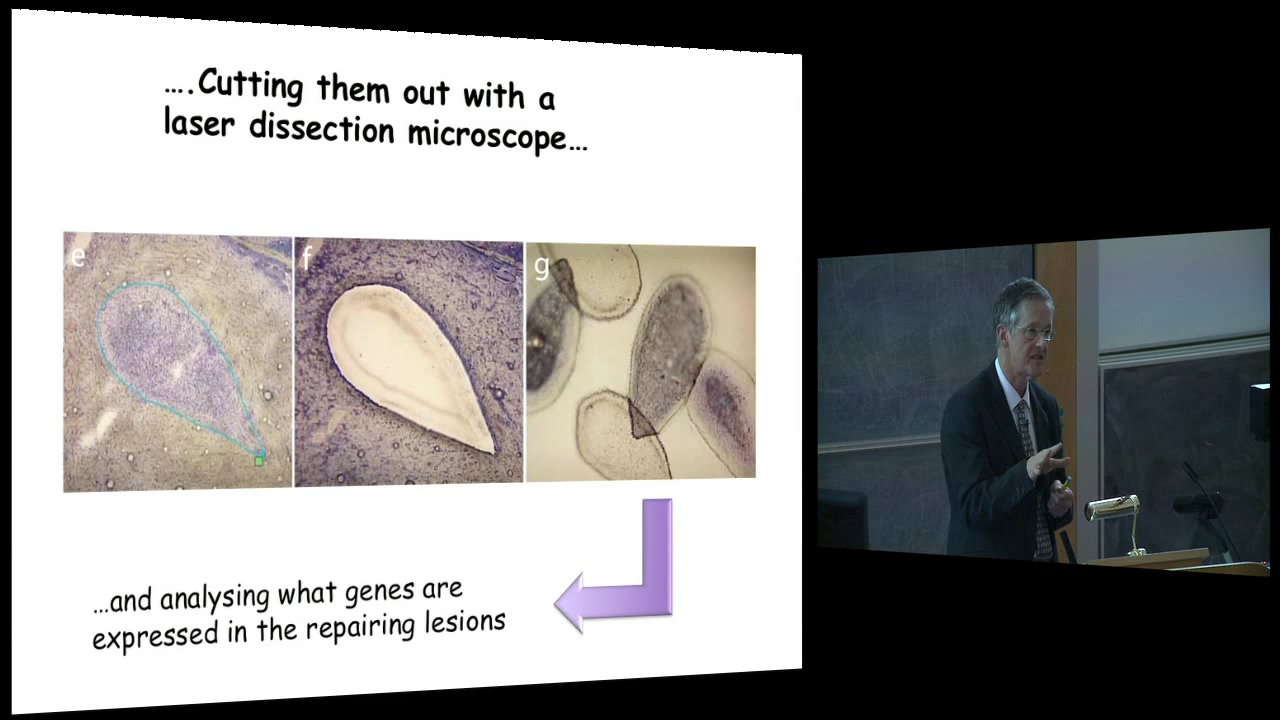 ….Cutting them out with a
laser dissection microscope…
e
f
g
…and analysing what genes are
expressed in the repairing lesions